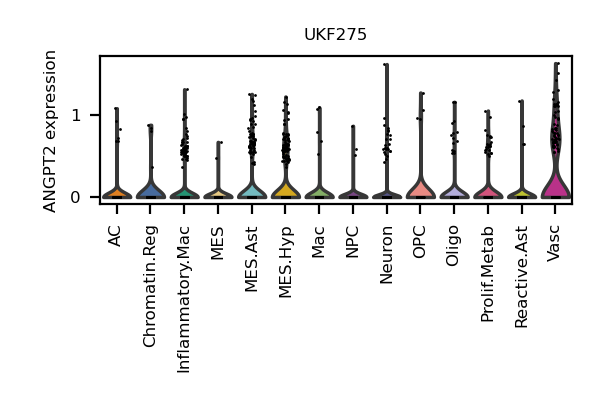 UKF275
ANGPT2 expression
1
0
AC
Chromatin.Reg
Inflammatory.Mac
MES
MES.Ast
MES.Hyp
Mac
NPC
Neuron
OPC
Oligo
Prolif.Metab
Reactive.Ast
Vasc